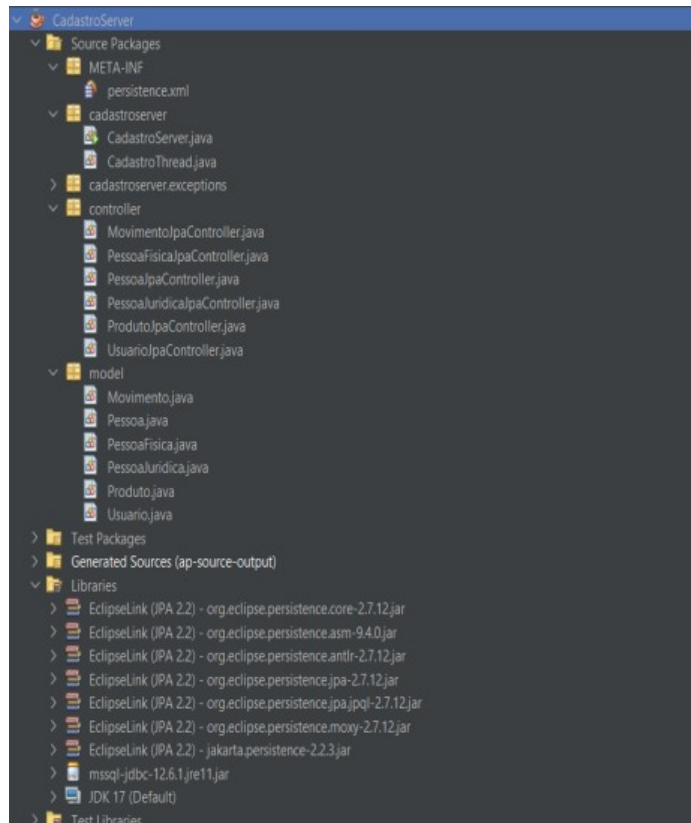 CadastroServer
Source Packages
META-INF
persistence.xml
cadastroserver
CadastroServer.java
CadastroThread.java
cadastroserver.exceptions
controller
MovimentoJpaController.java
PessoaFisicaJpaController.java
PessoaJpaController.java
PessoaJuridicaJpaController.java
ProdutoJpaController.java
UsuarioJpaController.java
model
Movimento.java
Pessoa.java
PessoaFisica.java
PessoaJuridica.java
Produto.java
Usuario.java
Test Packages
Generated Sources (ap-source-output)
Libraries
EclipseLink (JPA 2.2) - org.eclipse.persistence.core-2.7.12.jar
EclipseLink (JPA 2.2) - org.eclipse.persistence.asm-9.4.0.jar
EclipseLink (JPA 2.2) - org.eclipse.persistence.antlr-2.7.12.jar
EclipseLink (JPA 2.2) - org.eclipse.persistence.jpa-2.7.12.jar
EclipseLink (JPA 2.2) - org.eclipse.persistence.jpa.jpql-2.7.12.jar
EclipseLink (JPA 2.2) - org.eclipse.persistence.moxy-2.7.12.jar
EclipseLink (JPA 2.2) - jakarta.persistence-2.2.3.jar
mssql-jdbc-12.6.1.jre11.jar
JDK 17 (Default)
Test Libraries